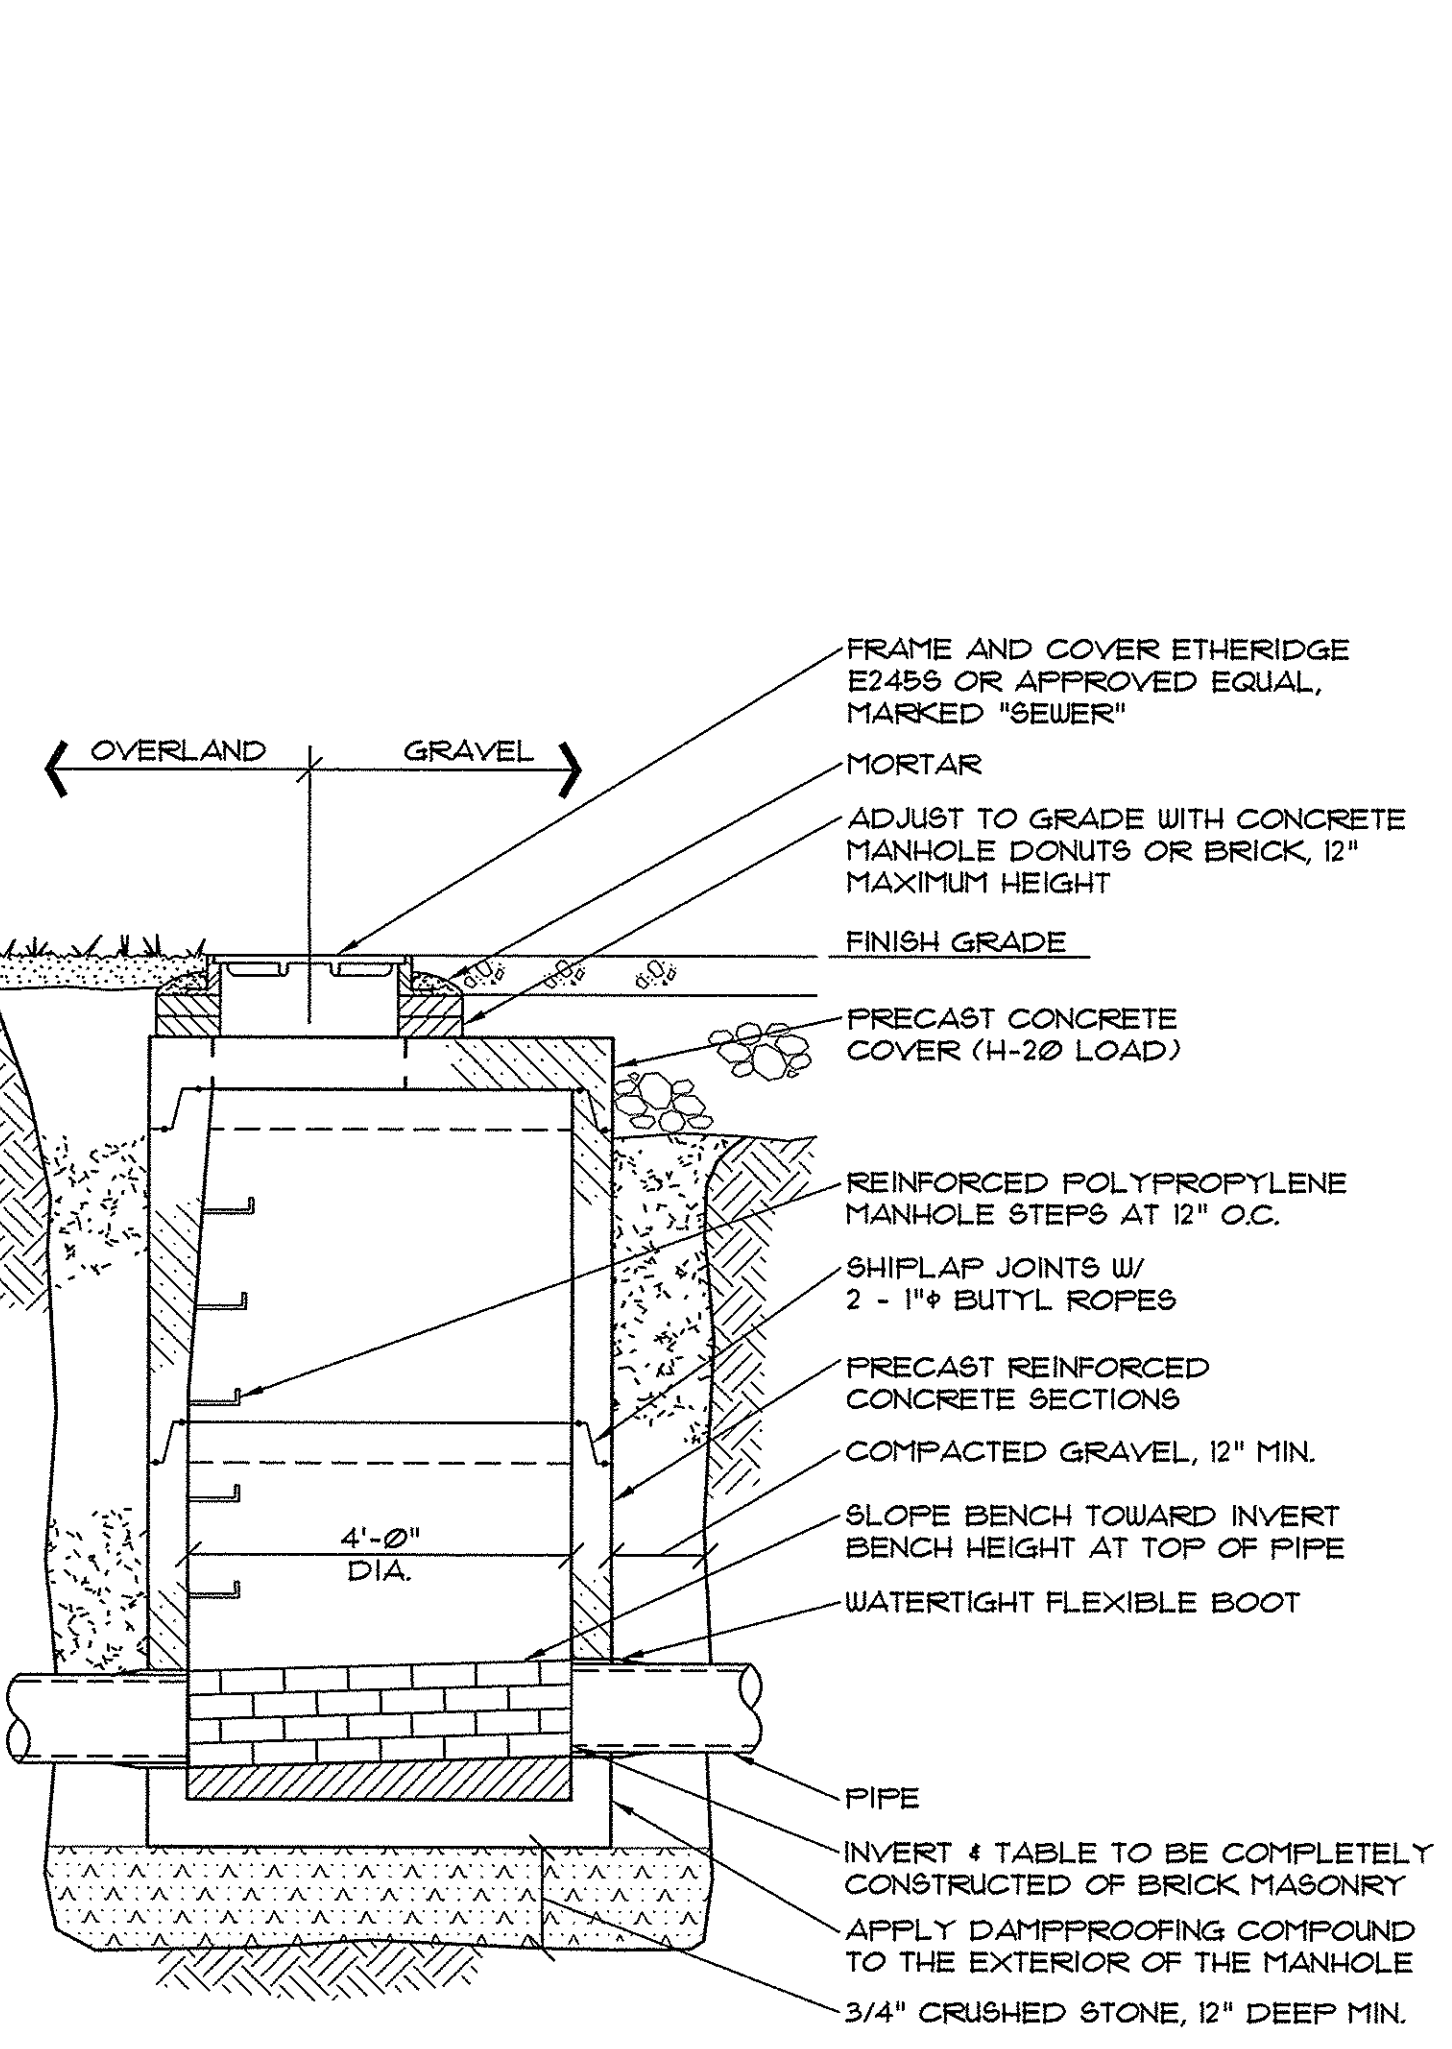 FRAME AND COVER ETHERIDGE
E245S OR APPROVED EQUAL,
MARKED "SEWER"
OVERLAND
GRAVEL
MORTAR
ADJUST TO GRADE WITH CONCRETE
MANHOLE DONUTS OR BRICK, 12"
MAXIMUM HEIGHT
FINISH GRADE
PRECAST CONCRETE
COVER (H-20 LOAD)
REINFORCED POLYPROPYLENE
MANHOLE STEPS AT 12" O.C.
SHIPLAP JOINTS W/
2 - 1"ϕ BUTYL ROPES
PRECAST REINFORCED
CONCRETE SECTIONS
COMPACTED GRAVEL, 12" MIN.
SLOPE BENCH TOWARD INVERT
BENCH HEIGHT AT TOP OF PIPE
4'-0"
DIA.
WATERTIGHT FLEXIBLE BOOT
PIPE
INVERT & TABLE TO BE COMPLETELY
CONSTRUCTED OF BRICK MASONRY
APPLY DAMPPROOFING COMPOUND
TO THE EXTERIOR OF THE MANHOLE
3/4" CRUSHED STONE, 12" DEEP MIN.